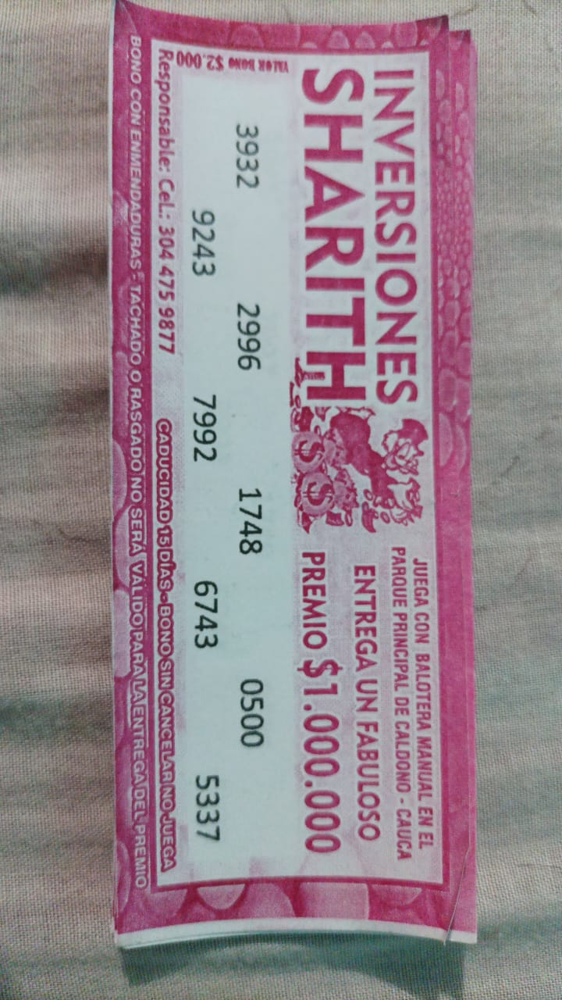 INVERSIONES
SHARITH
JUEGA CON BALOTERA MANUAL EN EL
PARQUE PRINCIPAL DE CALDONO - CAUCA
ENTREGA UN FABULOSO
PREMIO $1.000.000
VALOR BONO $2.000
3932 2996 1748 0500
9243 7992 6743 5337
Responsable: Cel.: 304 475 9877 CADUCIDAD 15 DÍAS - BONO SIN CANCELAR NO JUEGA
BONO CON ENMENDADURAS - TACHADO O RASGADO NO SERÁ VÁLIDO PARA LA ENTREGA DEL PREMIO